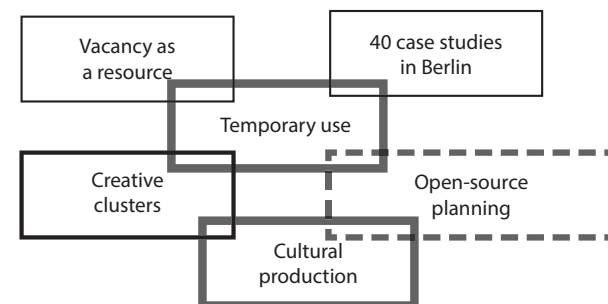 Vacancy as
a resource
40 case studies
in Berlin
Temporary use
Creative
clusters
Open-source
planning
Cultural
production